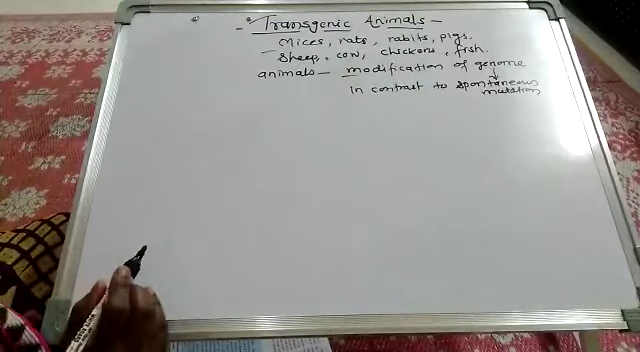 - Transgenic Animals -
Mices, rats, rabits, pigs,
- Sheep, cow, chickens, fish.
animals - modification of genome
In contrast to spontaneous
mutation